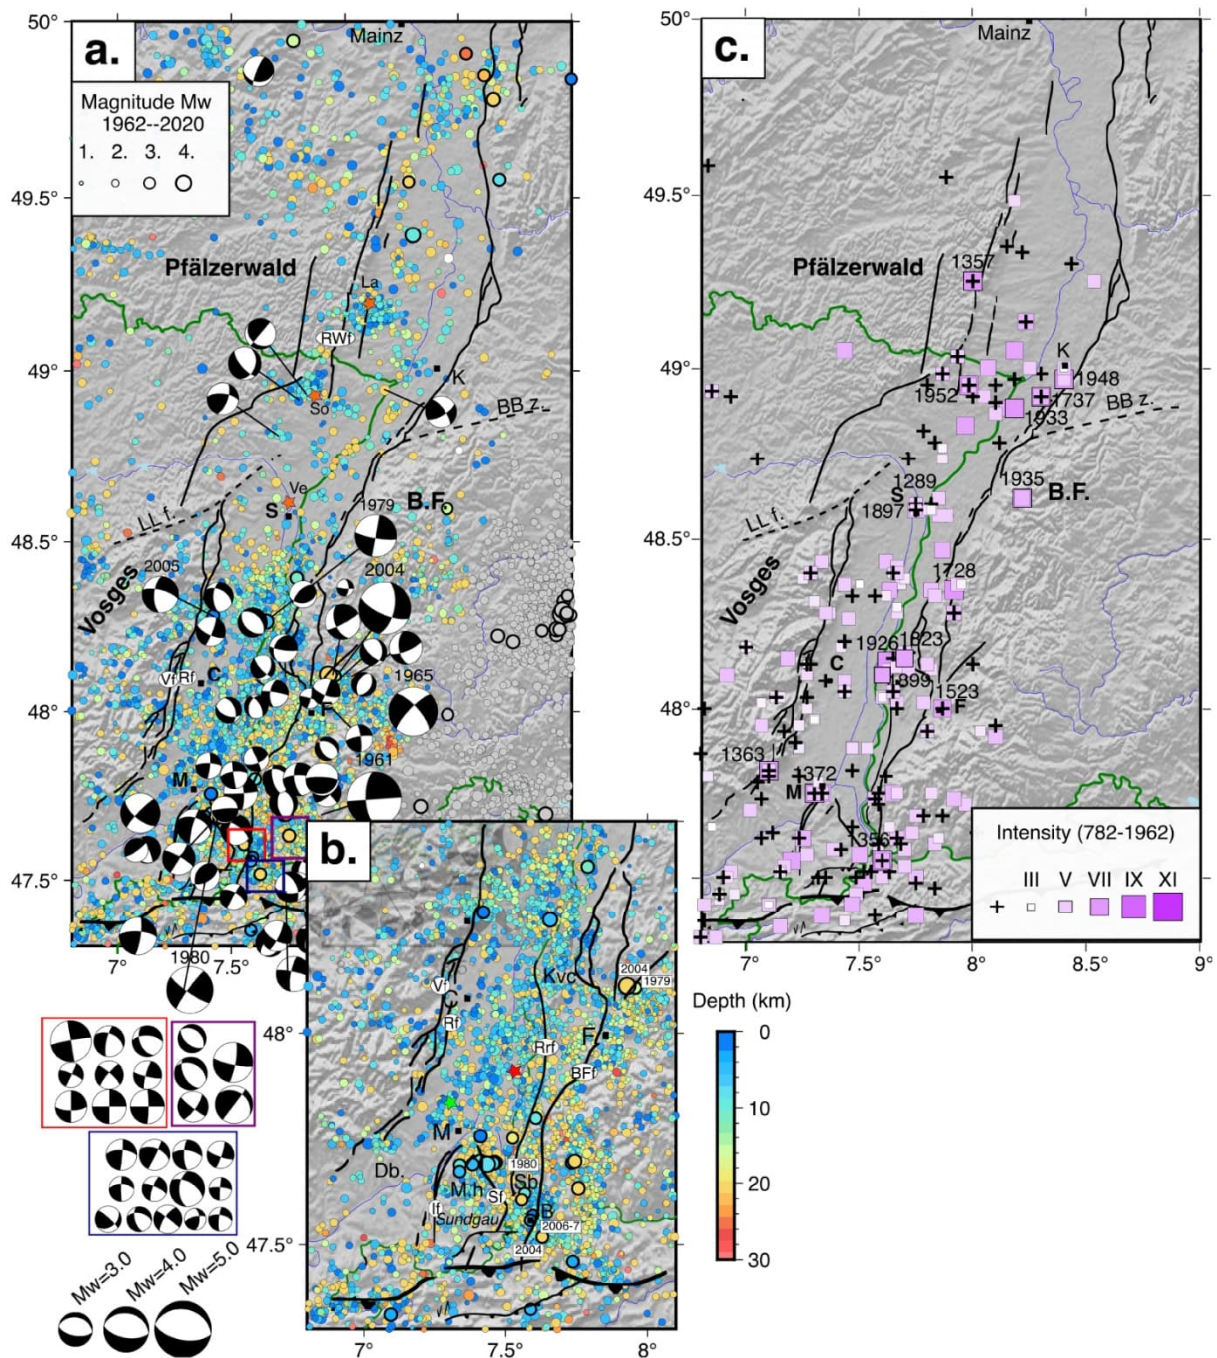 50°
49.5°
49°
48.5°
48°
47.5°
a.
Mainz
Magnitude Mw
1962--2020
1. 2. 3. 4.
Pfälzerwald
La
RWf
K
So
BB z.
Ve
S
LL f.
B.F.
1979
2005
2004
Vosges
Vf Rf C
1965
F
1961
M
1980
7° 7.5°
Mw=3.0
Mw=4.0
Mw=5.0
b.
Vf
C
Rf
Kvc
2004
1979
F
Rrf
BFf
M
Db.
M.h
1980
Sb
Sf
If
B
Sundgau
2006-7
2004
48°
47.5°
7° 7.5° 8°
c.
50°
49.5°
49°
48.5°
48°
47.5°
Mainz
Pfälzerwald
1357
K
1948
1952
1737
1933
BB z.
1935
1289
S
B.F.
1897
LL f.
Vosges
1728
1926
1823
C
1899
1523
F
1363
1372
M
1356
Intensity (782-1962)
III V VII IX XI
7° 7.5° 8° 8.5° 9°
Depth (km)
0
10
20
30